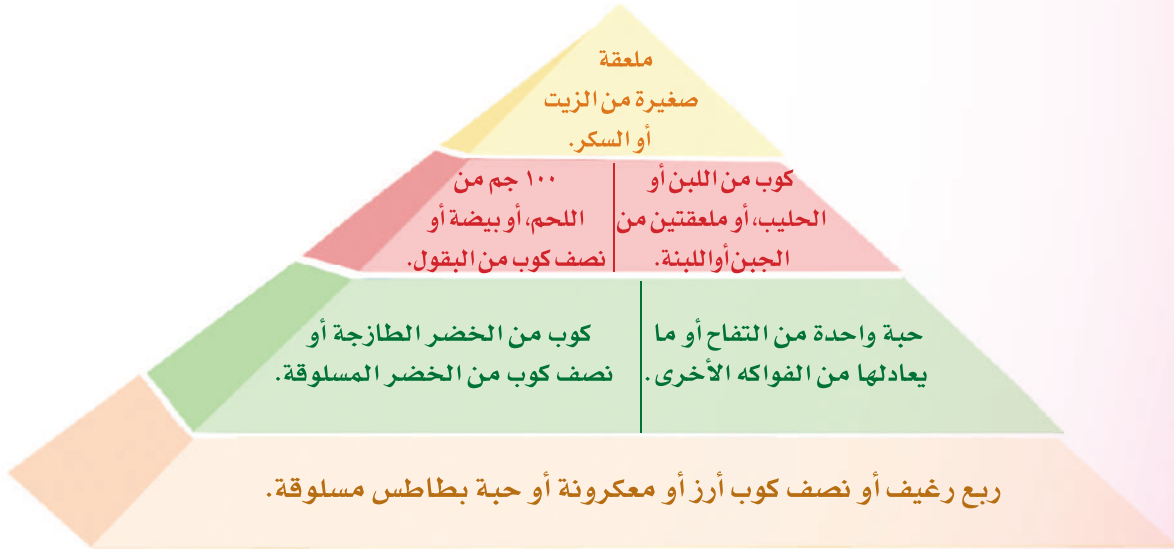 ملعقة
صغيرة من الزيت
أو السكر.
كوب من اللبن أو
الحليب، أو ملعقتين من
الجبن أو اللبنة.
١٠٠ جم من
اللحم، أو بيضة أو
نصف كوب من البقول.
حبة واحدة من التفاح أو ما
يعادلها من الفواكه الأخرى.
كوب من الخضر الطازجة أو
نصف كوب من الخضر المسلوقة.
ربع رغيف أو نصف كوب أرز أو معكرونة أو حبة بطاطس مسلوقة.